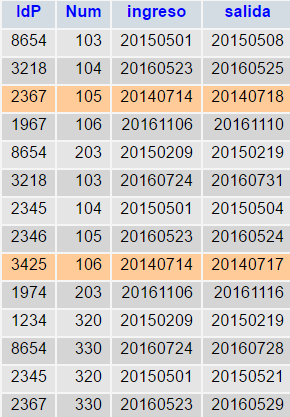 IdP Num ingreso salida
8654 103 20150501 20150508
3218 104 20160523 20160525
2367 105 20140714 20140718
1967 106 20161106 20161110
8654 203 20150209 20150219
3218 103 20160724 20160731
2345 104 20150501 20150504
2346 105 20160523 20160524
3425 106 20140714 20140717
1974 203 20161106 20161116
1234 320 20150209 20150219
8654 330 20160724 20160728
2345 320 20150501 20150521
2367 330 20160523 20160529